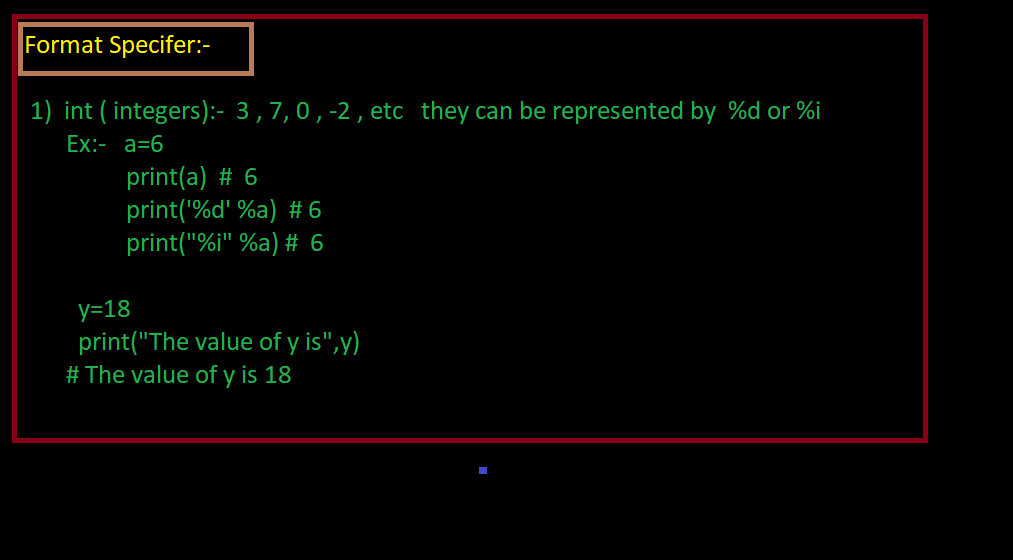 Format Specifer:-
1) int ( integers):- 3 , 7, 0 , -2 , etc they can be represented by %d or %i
Ex:- a=6
print(a) # 6
print('%d' %a) # 6
print("%i" %a) # 6
y=18
print("The value of y is",y)
# The value of y is 18